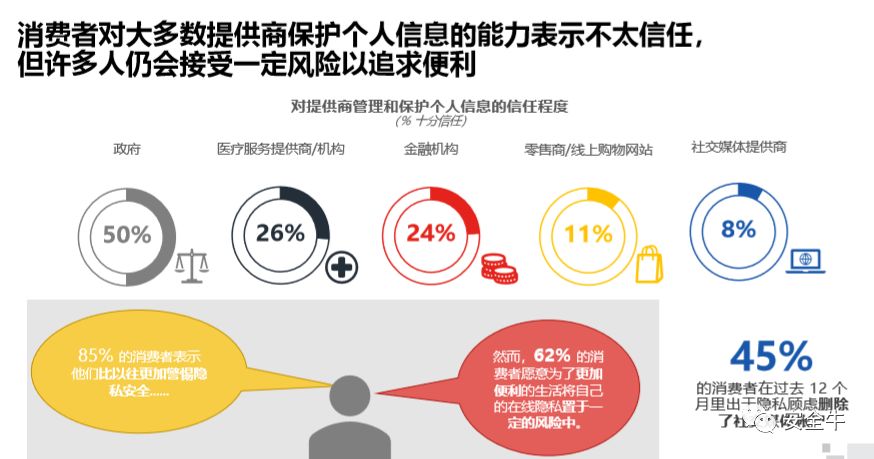 消费者对大多数提供商保护个人信息的能力表示不太信任，
但许多人仍会接受一定风险以追求便利
对提供商管理和保护个人信息的信任程度
(% 十分信任)
政府
医疗服务提供商/机构
金融机构
零售商/线上购物网站
社交媒体提供商
50%
26%
24%
11%
8%
85% 的消费者表示
他们比以往更加警惕隐
私安全......
然而，62% 的消
费者愿意为了更加
便利的生活将自己
的在线隐私置于一
定的风险中。
45%
的消费者在过去 12 个
月里出于隐私顾虑删除
了社
安全牛